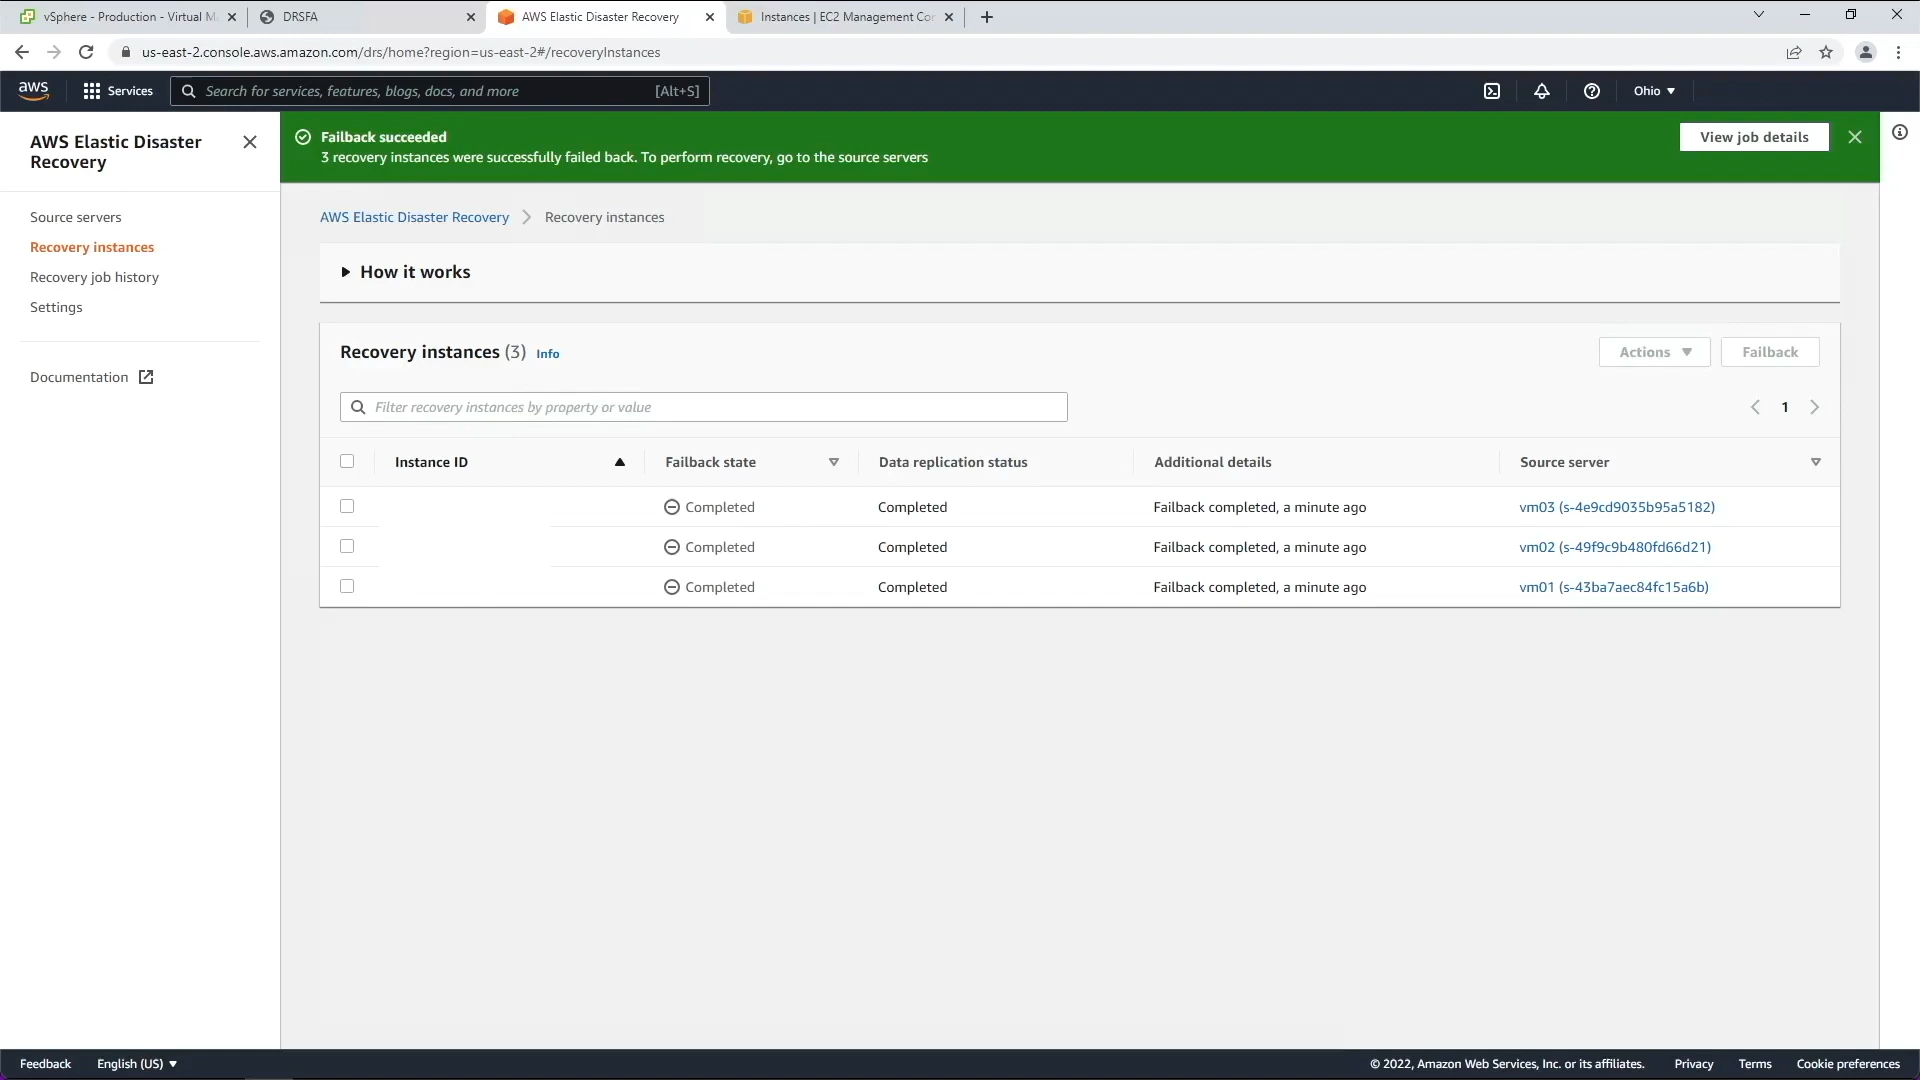 vSphere - Production - Virtual M
DRSFA
AWS Elastic Disaster Recovery
Instances | EC2 Management Cor
us-east-2.console.aws.amazon.com/drs/home?region=us-east-2#/recoveryInstances
aws
Services
Search for services, features, blogs, docs, and more
[Alt+S]
Ohio
AWS Elastic Disaster
Recovery
Source servers
Recovery instances
Recovery job history
Settings
Documentation
Failback succeeded
3 recovery instances were successfully failed back. To perform recovery, go to the source servers
View job details
AWS Elastic Disaster Recovery
Recovery instances
How it works
Recovery instances (3) Info
Actions
Failback
Filter recovery instances by property or value
1
Instance ID
Failback state
Data replication status
Additional details
Source server
Completed
Completed
Failback completed, a minute ago
vm03 (s-4e9cd9035b95a5182)
Completed
Completed
Failback completed, a minute ago
vm02 (s-49f9c9b480fd66d21)
Completed
Completed
Failback completed, a minute ago
vm01 (s-43ba7aec84fc15a6b)
Feedback
English (US)
© 2022, Amazon Web Services, Inc. or its affiliates.
Privacy
Terms
Cookie preferences